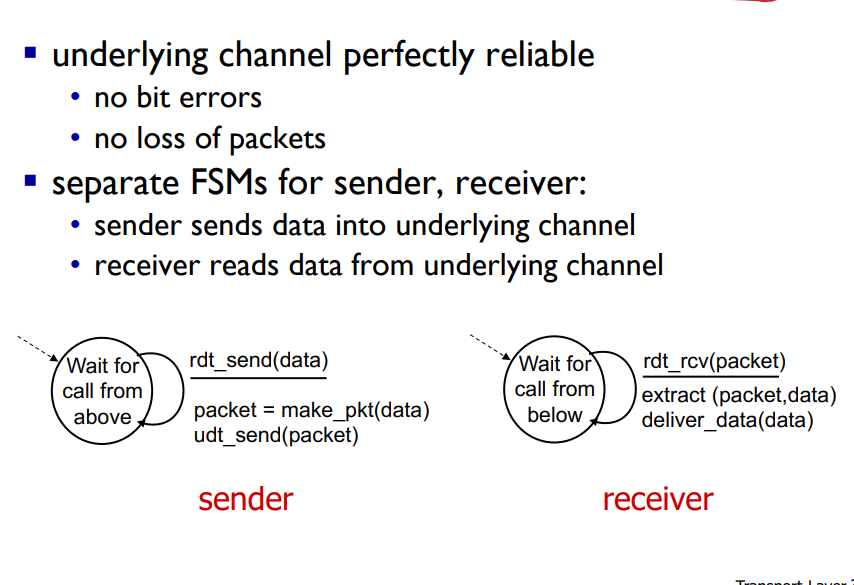 underlying channel perfectly reliable
no bit errors
no loss of packets
separate FSMs for sender, receiver:
sender sends data into underlying channel
receiver reads data from underlying channel
Wait for
call from
above
rdt_send(data)
packet = make_pkt(data)
udt_send(packet)
sender
Wait for
call from
below
rdt_rcv(packet)
extract (packet,data)
deliver_data(data)
receiver
Transport Layer